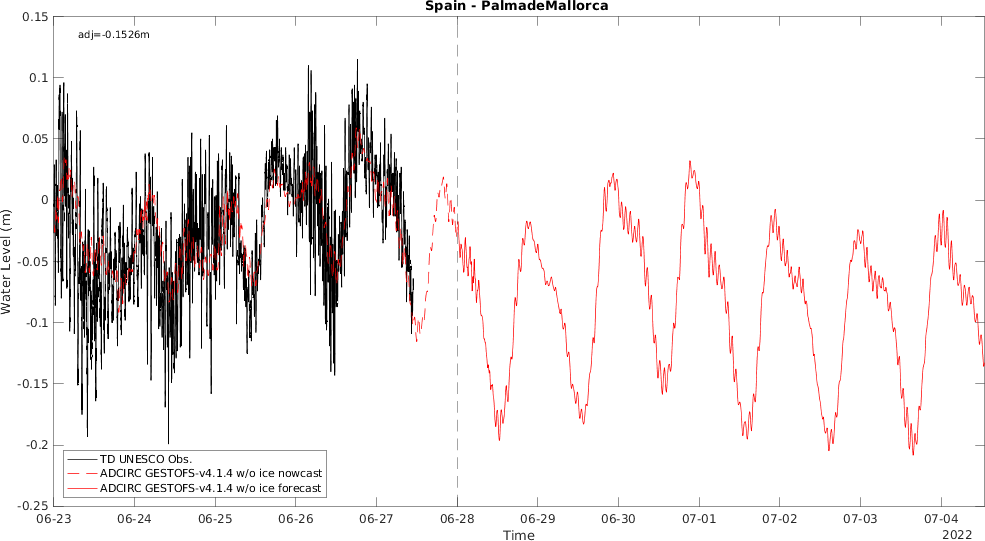 Spain - PalmadeMallorca
adj=-0.1526m
0.15
0.1
0.05
0
-0.05
-0.1
-0.15
-0.2
-0.25
Water Level (m)
TD UNESCO Obs.
ADCIRC GESTOFS-v4.1.4 w/o ice nowcast
ADCIRC GESTOFS-v4.1.4 w/o ice forecast
06-23 06-24 06-25 06-26 06-27 06-28 06-29 06-30 07-01 07-02 07-03 07-04
Time
2022